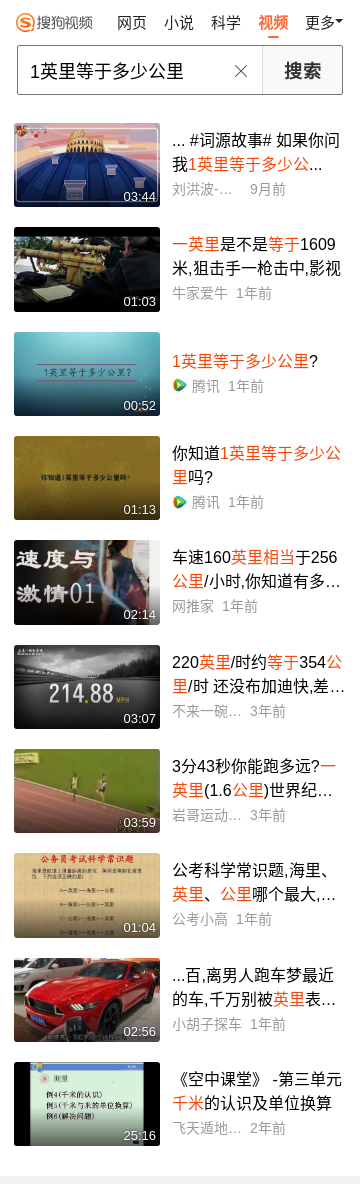 搜狗视频 网页 小说 科学 视频 更多
1英里等于多少公里 搜索
... #词源故事# 如果你问
我1英里等于多少公...
刘洪波-... 9月前
03:44
一英里是不是等于1609
米,狙击手一枪击中,影视
牛家爱牛 1年前
01:03
1英里等于多少公里?
1英里等于多少公里?
腾讯 1年前
00:52
你知道1英里等于多少公
里吗?
你知道1英里等于多少公里吗?
腾讯 1年前
01:13
车速160英里相当于256
公里/小时,你知道有多...
速度与
激情01
网推家 1年前
02:14
220英里/时约等于354公
里/时 还没布加迪快,差...
214.88 MPH
不来一碗... 3年前
03:07
3分43秒你能跑多远?一
英里(1.6公里)世界纪...
岩哥运动... 3年前
03:59
公考科学常识题,海里、
英里、公里哪个最大,...
公务员考试科学常识题
公考小高 1年前
01:04
...百,离男人跑车梦最近
的车,千万别被英里表...
小胡子探车 1年前
02:56
《空中课堂》 -第三单元
千米的认识及单位换算
测量
例4(千米的认识)
例5(千米与米的单位换算)
例6(解决问题)
飞天遁地... 2年前
25:16